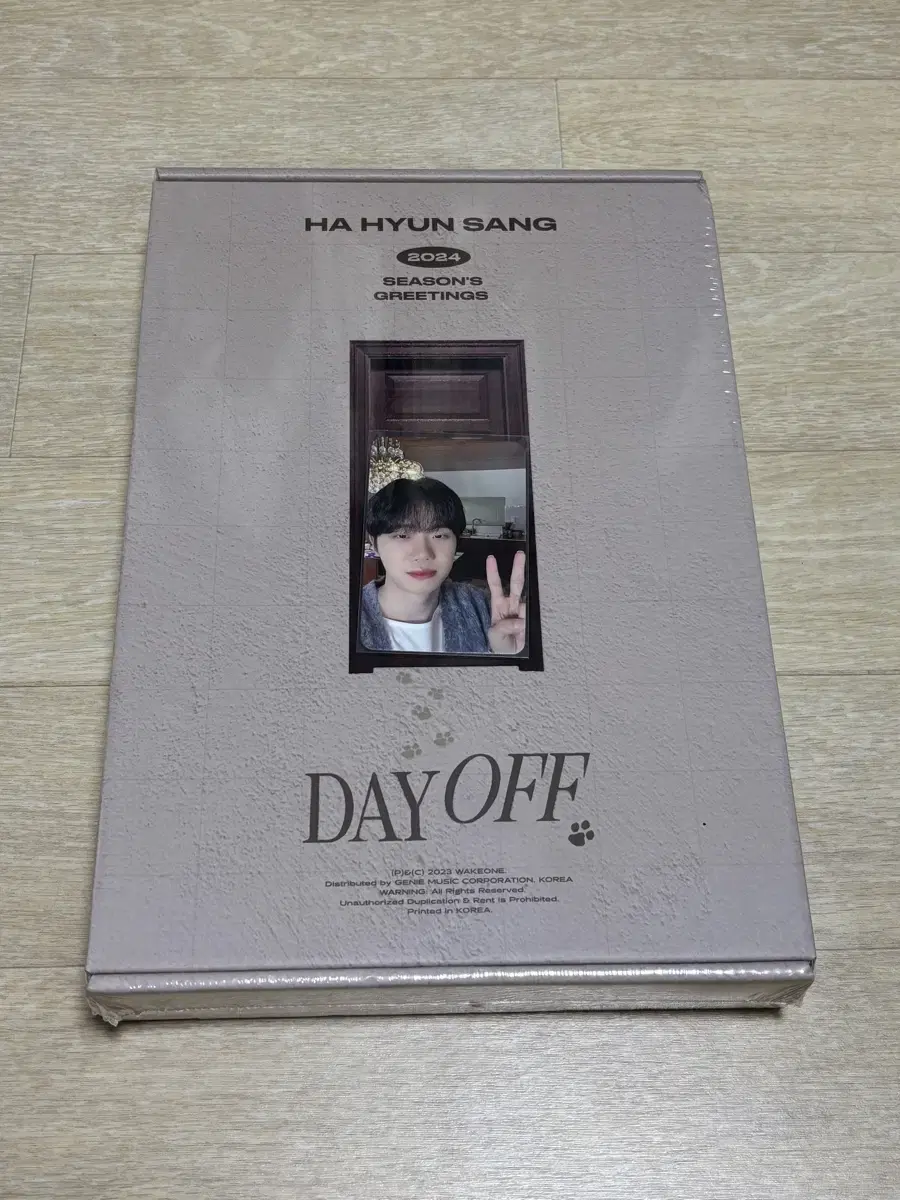 HA HYUN SANG
2024
SEASON'S
GREETINGS
DAY OFF
(P)&(C) 2023 WAKEONE.
Distributed by GENIE MUSIC CORPORATION. KOREA
WARNING: All Rights Reserved.
Unauthorized Duplication & Rent Is Prohibited.
Printed in KOREA.